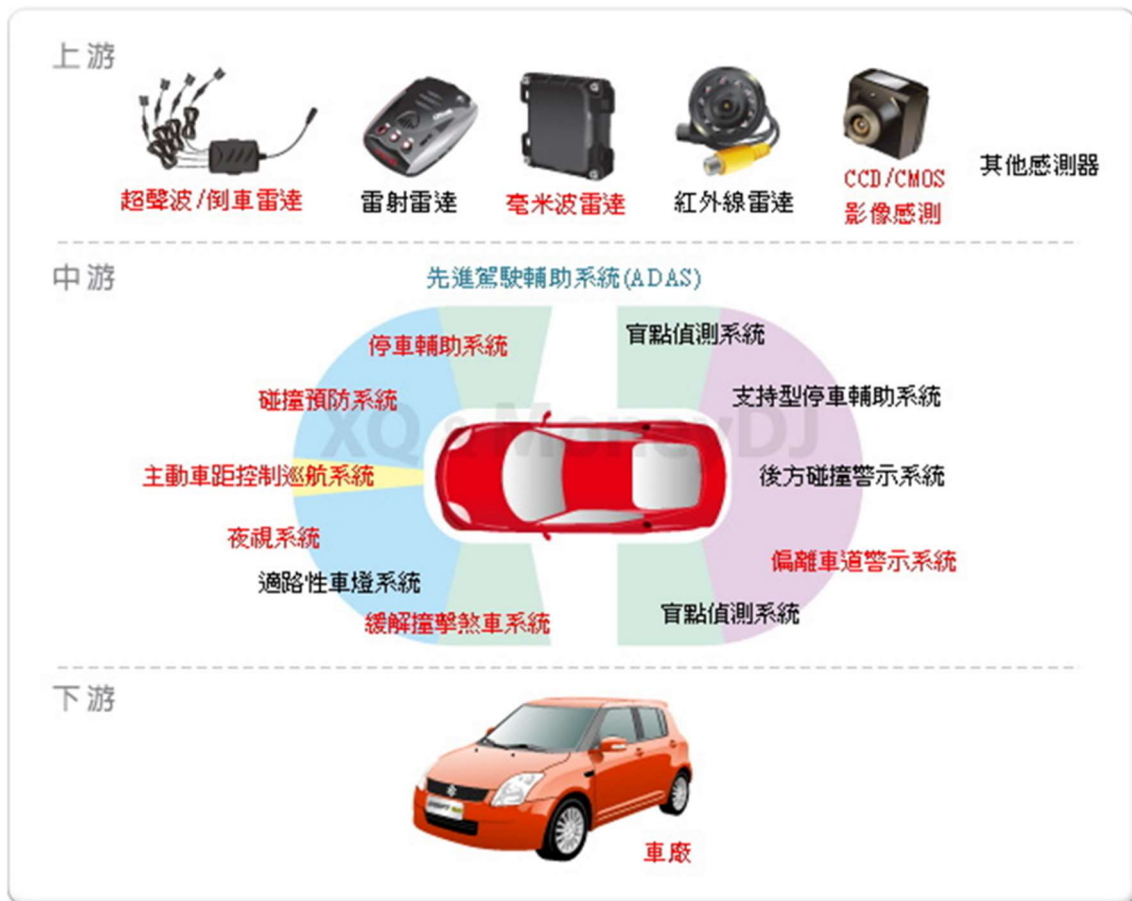 上游
超聲波/倒車雷達
雷射雷達
毫米波雷達
紅外線雷達
CCD/CMOS
影像感測
其他感測器
中游
先進駕駛輔助系統(ADAS)
停車輔助系統
盲點偵測系統
碰撞預防系統
支持型停車輔助系統
XQ & MoneyDJ
主動車距控制巡航系統
後方碰撞警示系統
夜視系統
偏離車道警示系統
適路性車燈系統
緩解撞擊煞車系統
盲點偵測系統
下游
車廠